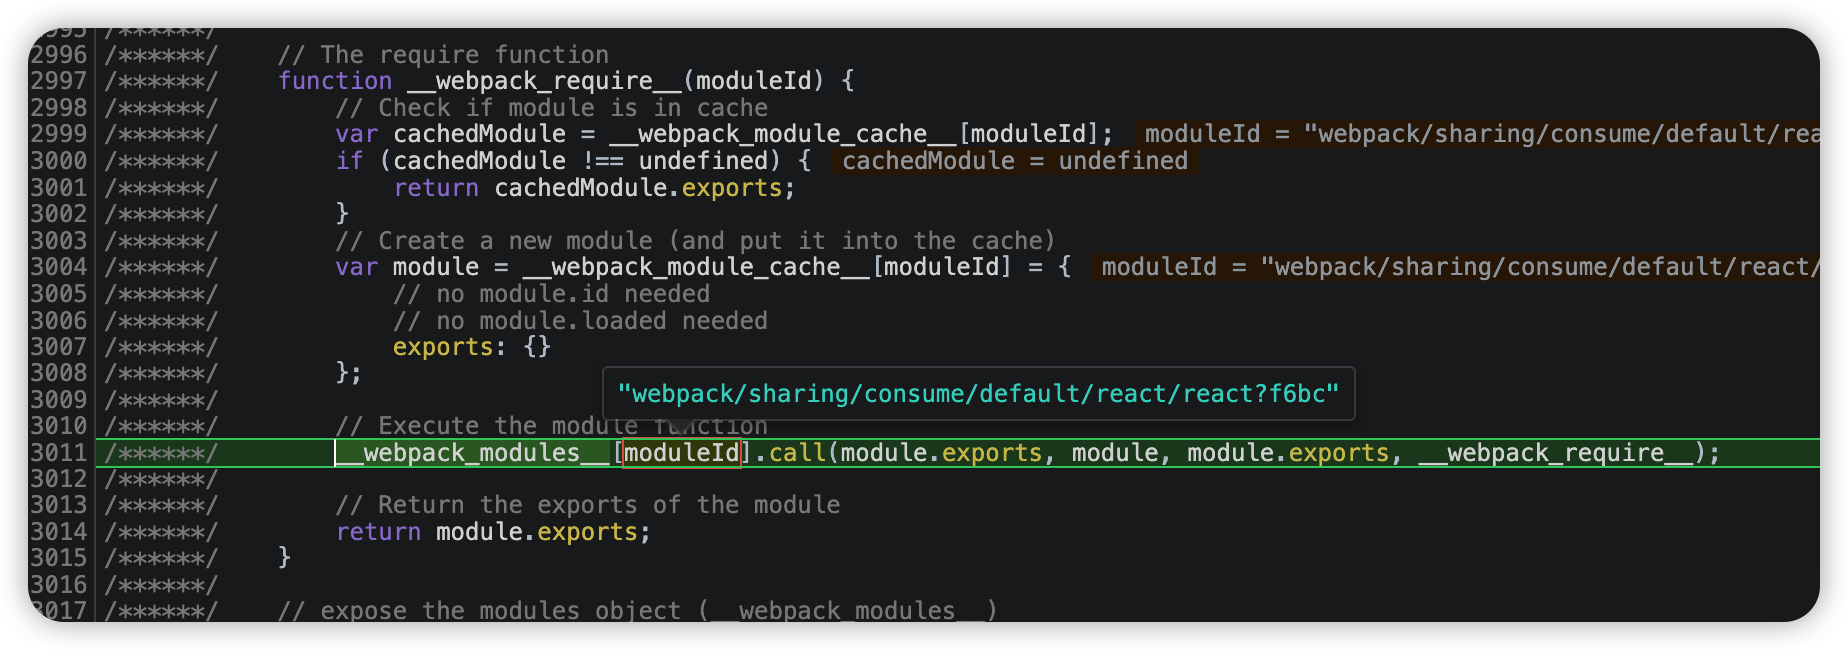 2995 /******/
2996 /******/ // The require function
2997 /******/ function __webpack_require__(moduleId) {
2998 /******/ // Check if module is in cache
2999 /******/ var cachedModule = __webpack_module_cache__[moduleId]; moduleId = "webpack/sharing/consume/default/rea
3000 /******/ if (cachedModule !== undefined) { cachedModule = undefined
3001 /******/ return cachedModule.exports;
3002 /******/ }
3003 /******/ // Create a new module (and put it into the cache)
3004 /******/ var module = __webpack_module_cache__[moduleId] = { moduleId = "webpack/sharing/consume/default/react/
3005 /******/ // no module.id needed
3006 /******/ // no module.loaded needed
3007 /******/ exports: {}
3008 /******/ };
"webpack/sharing/consume/default/react/react?f6bc"
3009 /******/
3010 /******/ // Execute the module function
3011 /******/ __webpack_modules__[moduleId].call(module.exports, module, module.exports, __webpack_require__);
3012 /******/
3013 /******/ // Return the exports of the module
3014 /******/ return module.exports;
3015 /******/ }
3016 /******/
3017 /******/ // expose the modules object (__webpack_modules__)